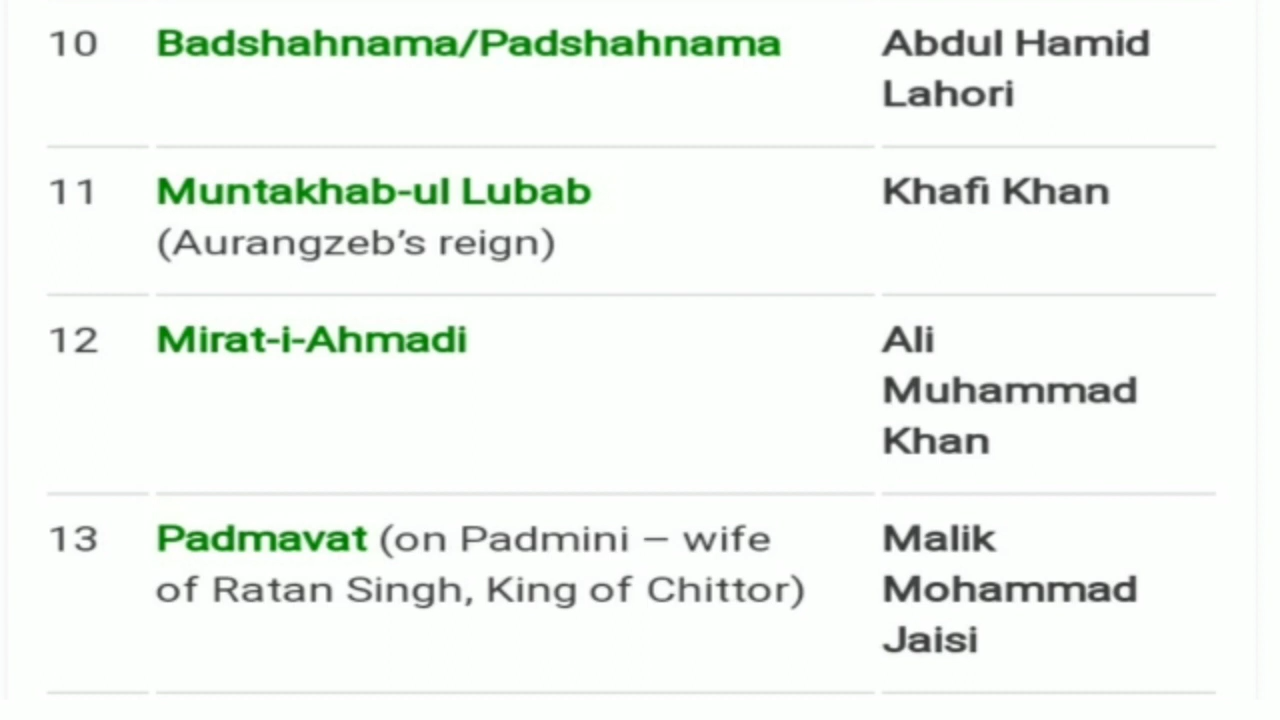 10 Badshahnama/Padshahnama Abdul Hamid
Lahori
11 Muntakhab-ul Lubab Khafi Khan
(Aurangzeb’s reign)
12 Mirat-i-Ahmadi Ali
Muhammad
Khan
13 Padmavat (on Padmini – wife Malik
of Ratan Singh, King of Chittor) Mohammad
Jaisi